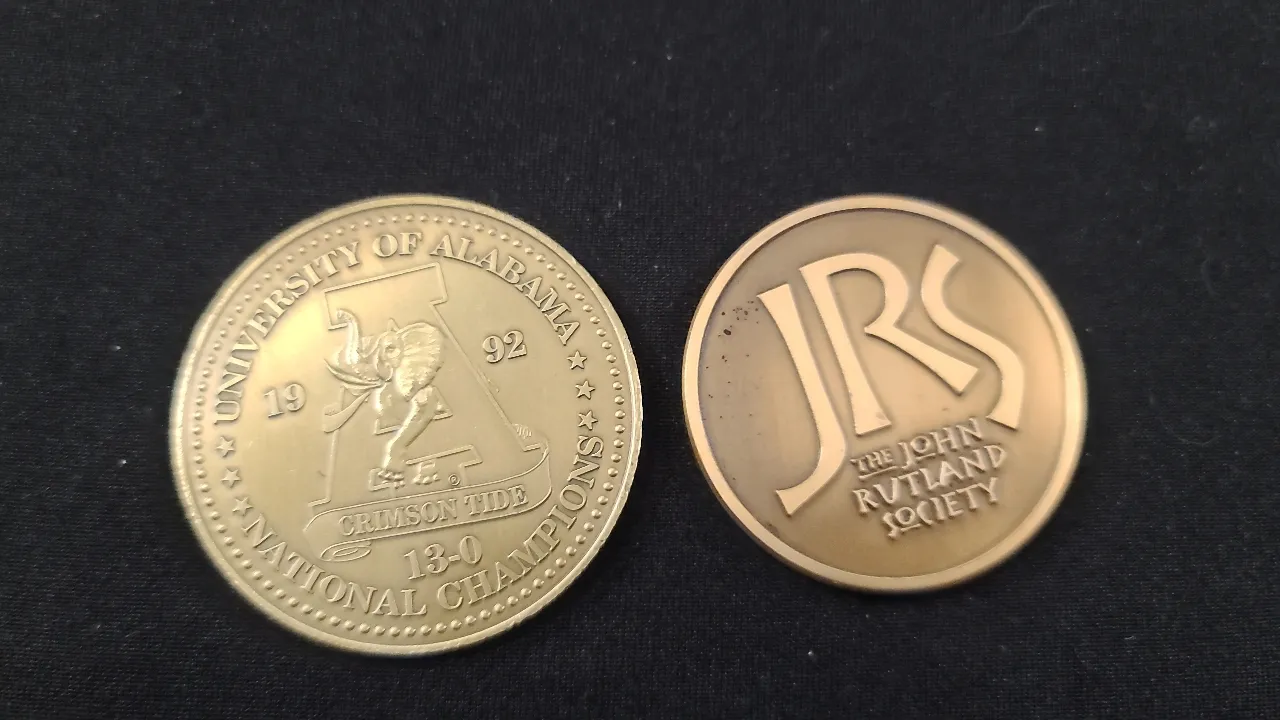 UNIVERSITY OF ALABAMA
19 92
A
CRIMSON TIDE
13-0
NATIONAL CHAMPIONS
JRS
THE JOHN
RUTLAND
SOCIETY